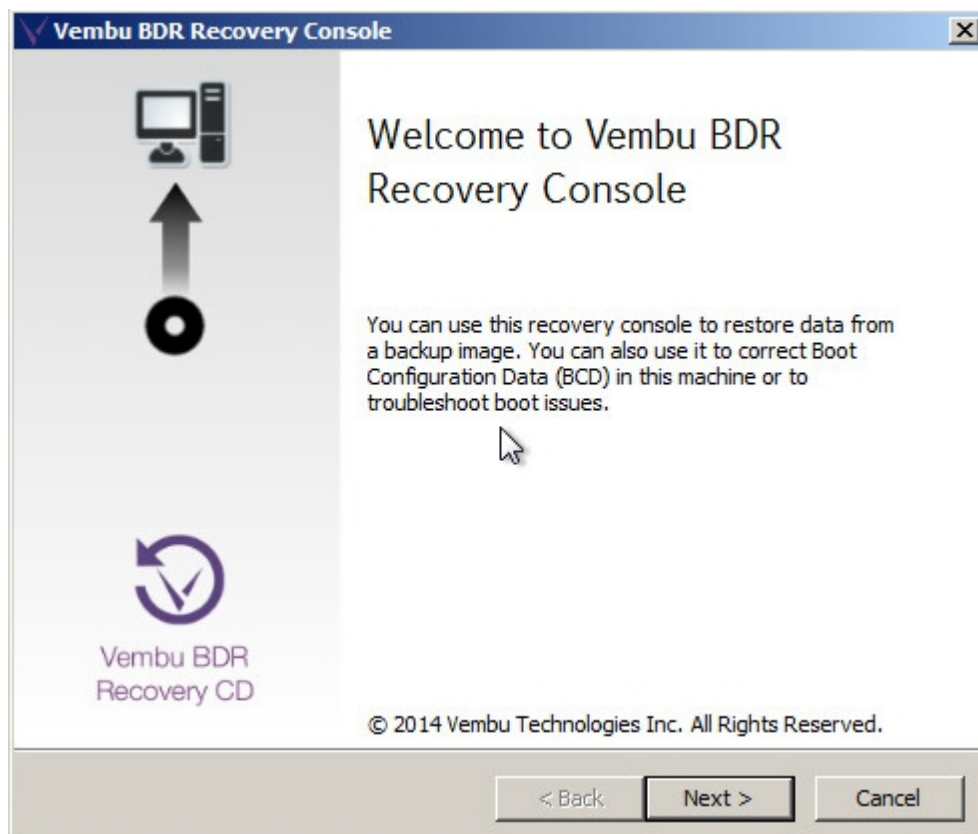 Vembu BDR Recovery Console
Welcome to Vembu BDR
Recovery Console
You can use this recovery console to restore data from
a backup image. You can also use it to correct Boot
Configuration Data (BCD) in this machine or to
troubleshoot boot issues.
Vembu BDR
Recovery CD
© 2014 Vembu Technologies Inc. All Rights Reserved.
< Back
Next >
Cancel